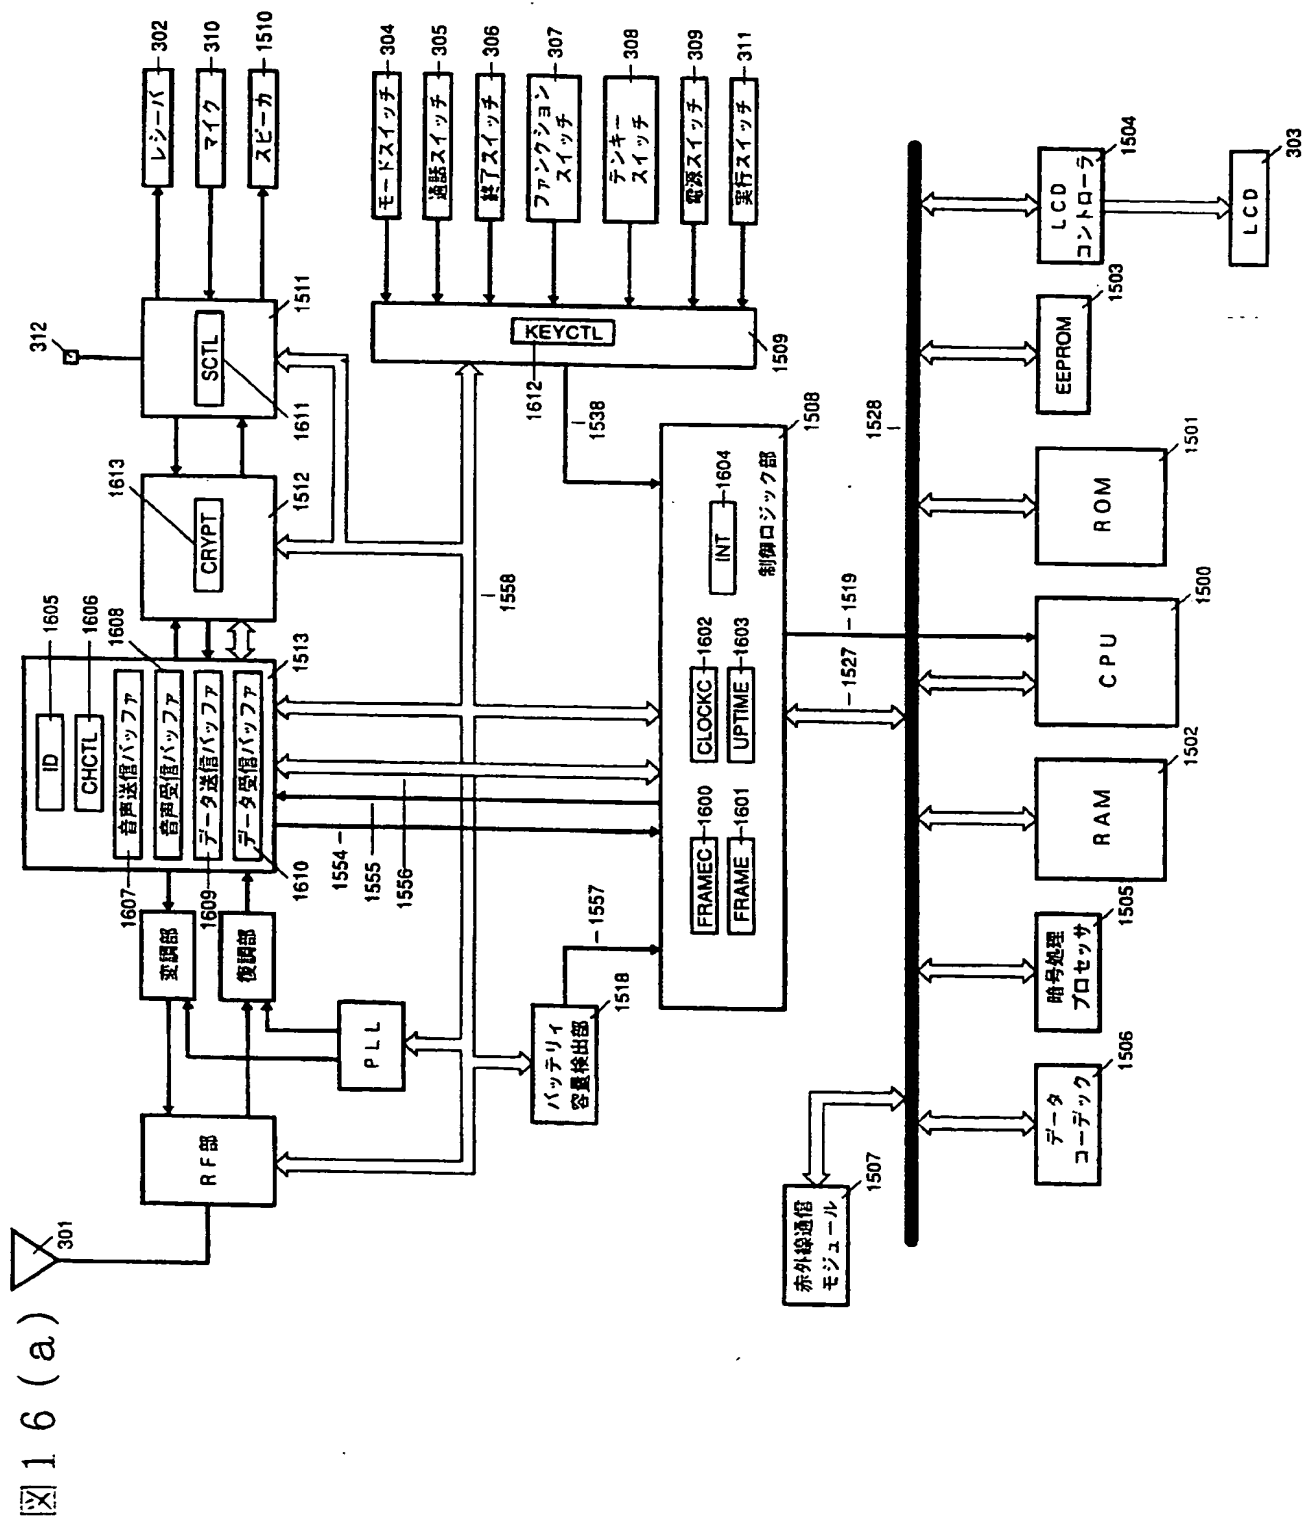 図16(a)
301
RF部
変調部
復調部
PLL
ID
1605
CHCTL
1606
音声送信バッファ
1607
音声受信バッファ
1608
データ送信バッファ
1609
データ受信バッファ
1610
1513
CRYPT
1613
1512
SCTL
1611
1511
312
レシーバ
302
マイク
310
スピーカ
1510
モードスイッチ
304
通話スイッチ
305
終了スイッチ
306
ファンクション
スイッチ
307
テンキー
スイッチ
308
電源スイッチ
309
実行スイッチ
311
KEYCTL
1612
1509
1538
1558
1554
1555
1556
バッテリィ
容量検出部
1518
1557
FRAMEC
1600
FRAME
1601
CLOCKC
1602
UPTIME
1603
INT
1604
制御ロジック部
1508
1519
1527
1528
赤外線通信
モジュール
1507
データ
コーデック
1506
暗号処理
プロセッサ
1505
RAM
1502
CPU
1500
ROM
1501
EEPROM
1503
LCD
コントローラ
1504
LCD
303